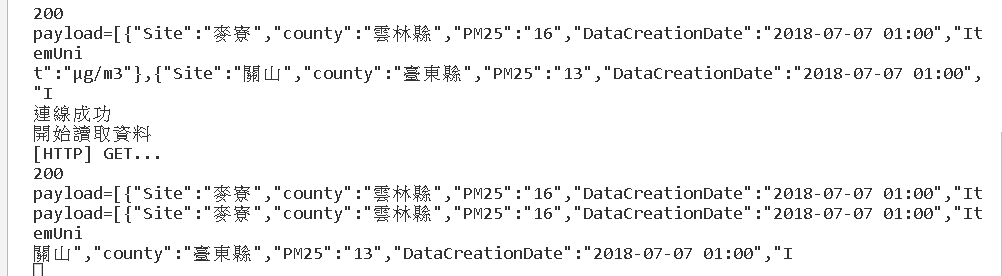 200
payload=[{"Site":"麥寮","county":"雲林縣","PM25":"16","DataCreationDate":"2018-07-07 01:00","It
emUni
t":"μg/m3"},{"Site":"關山","county":"臺東縣","PM25":"13","DataCreationDate":"2018-07-07 01:00",
"I
連線成功
開始讀取資料
[HTTP] GET...
200
payload=[{"Site":"麥寮","county":"雲林縣","PM25":"16","DataCreationDate":"2018-07-07 01:00","It
payload=[{"Site":"麥寮","county":"雲林縣","PM25":"16","DataCreationDate":"2018-07-07 01:00","It
emUni
關山","county":"臺東縣","PM25":"13","DataCreationDate":"2018-07-07 01:00","I